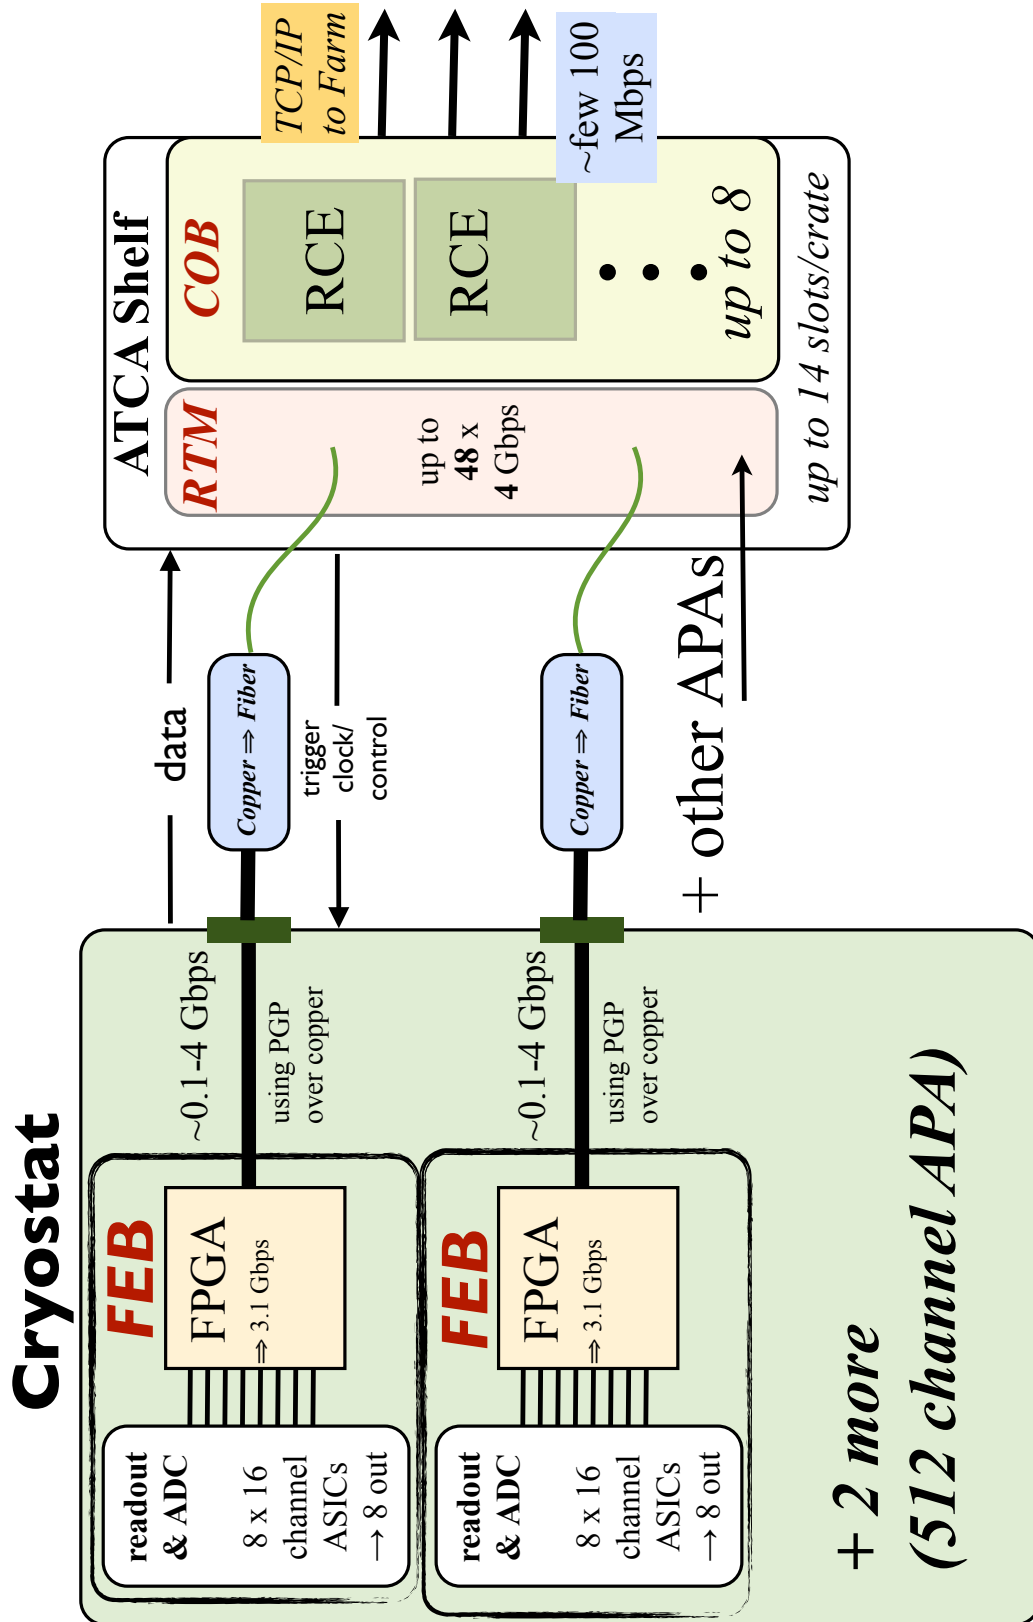 Cryostat
FEB
readout
& ADC
8 x 16
channel
ASICs
→ 8 out
FPGA
⇒ 3.1 Gbps
~0.1-4 Gbps
using PGP
over copper
FEB
readout
& ADC
8 x 16
channel
ASICs
→ 8 out
FPGA
⇒ 3.1 Gbps
~0.1-4 Gbps
using PGP
over copper
+ 2 more
(512 channel APA)
data
Copper ⇒ Fiber
trigger
clock/
control
Copper ⇒ Fiber
+ other APAs
ATCA Shelf
RTM
up to
48 x
4 Gbps
COB
RCE
RCE
up to 8
up to 14 slots/crate
TCP/IP
to Farm
~few 100
Mbps